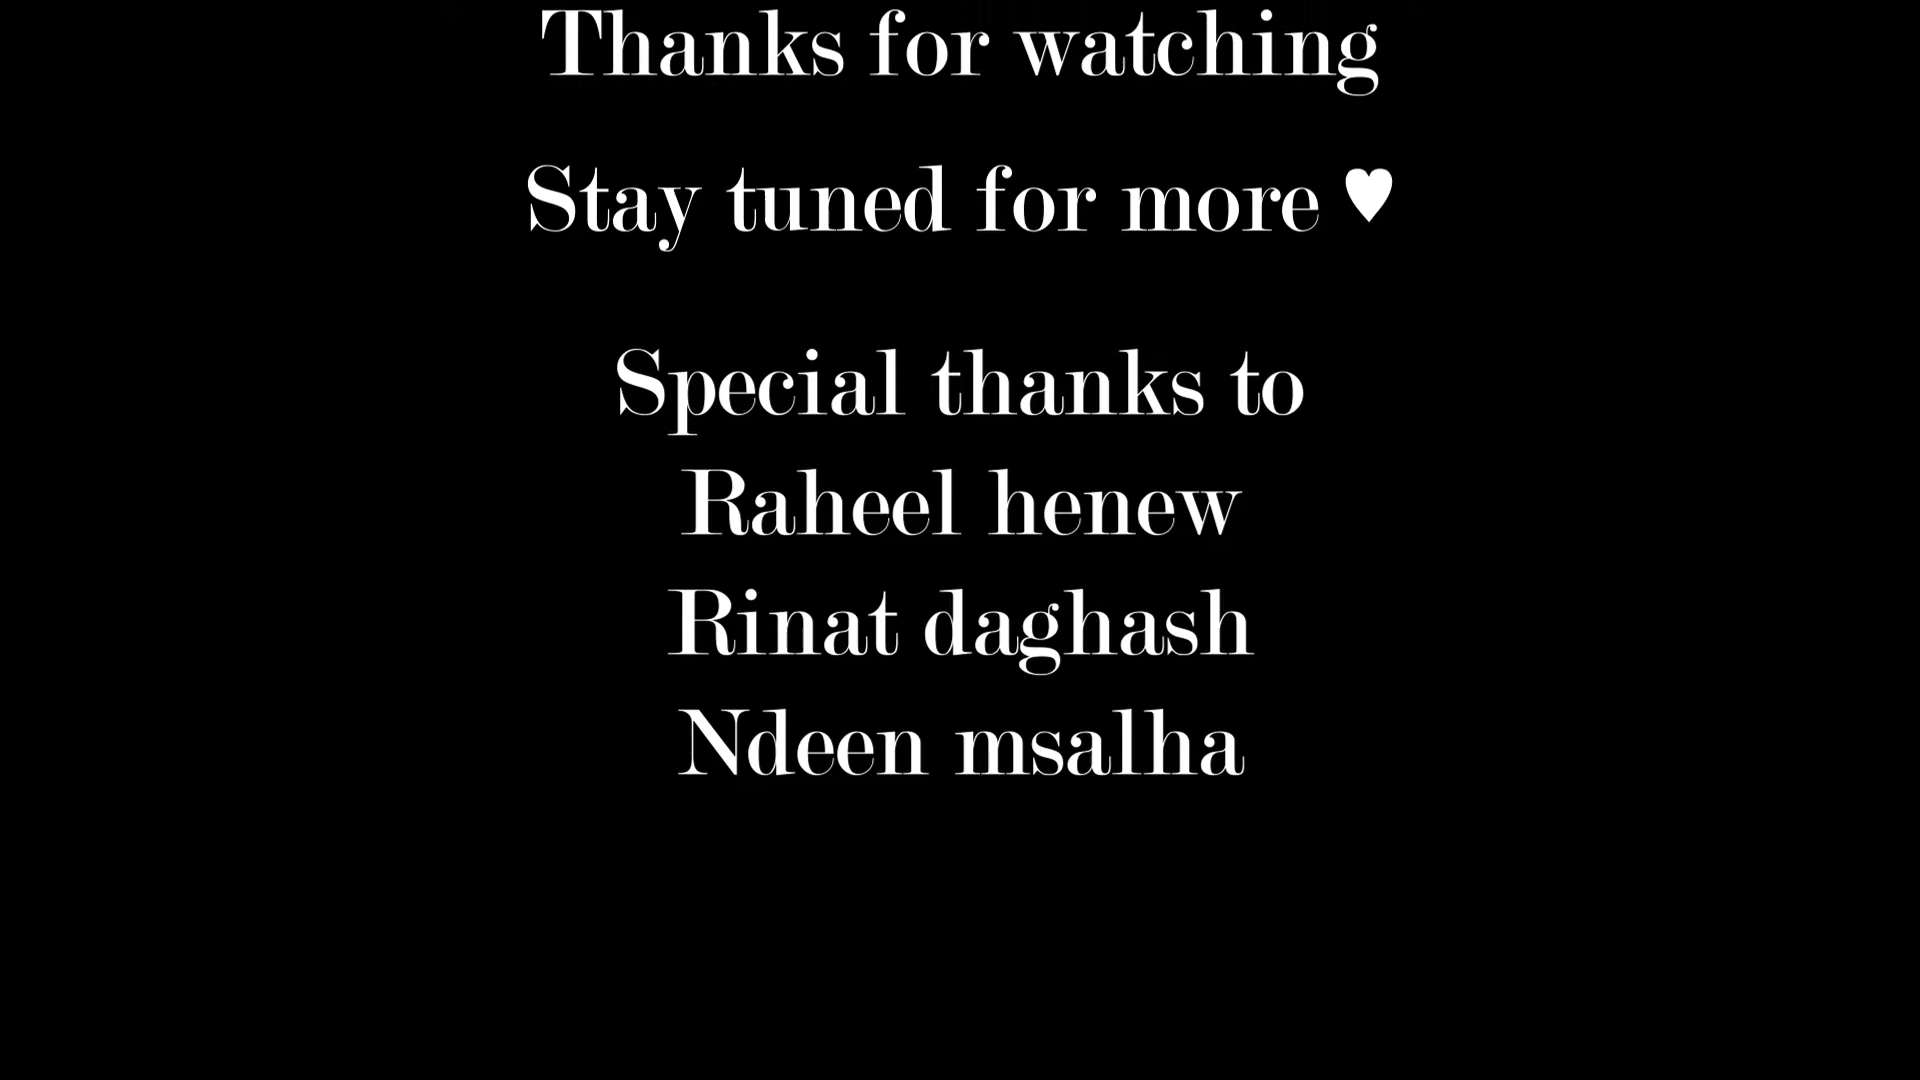 Thanks for watching
Stay tuned for more ♥
Special thanks to
Raheel henew
Rinat daghash
Ndeen msalha